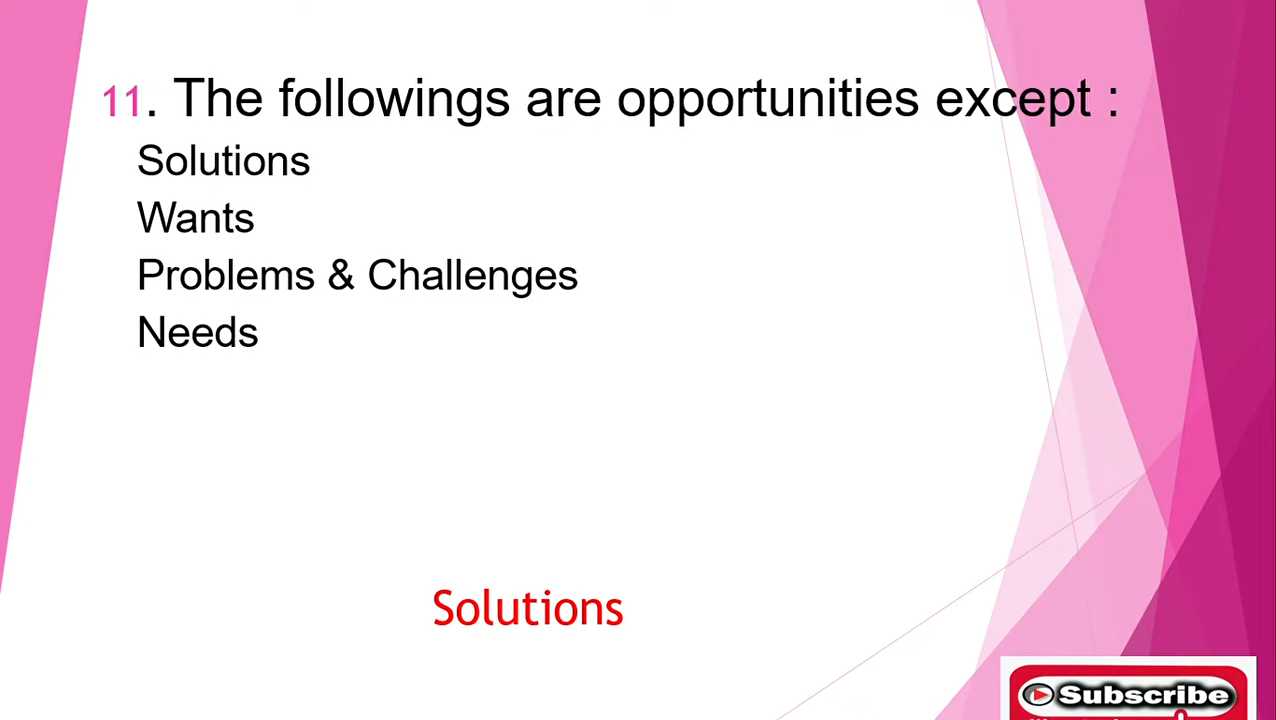 11. The followings are opportunities except :
Solutions
Wants
Problems & Challenges
Needs
Solutions
Subscribe